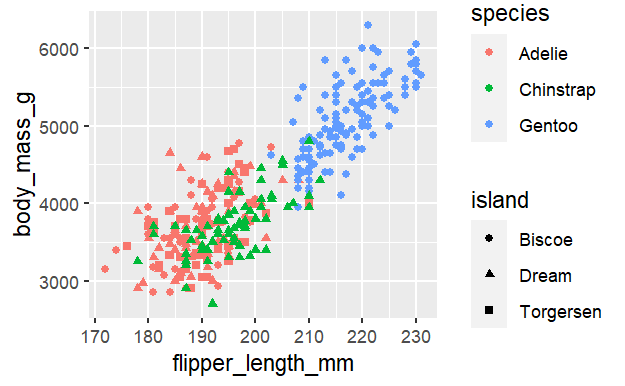 species
Adelie
Chinstrap
Gentoo
island
Biscoe
Dream
Torgersen
body_mass_g
6000
5000
4000
3000
170 180 190 200 210 220 230
flipper_length_mm